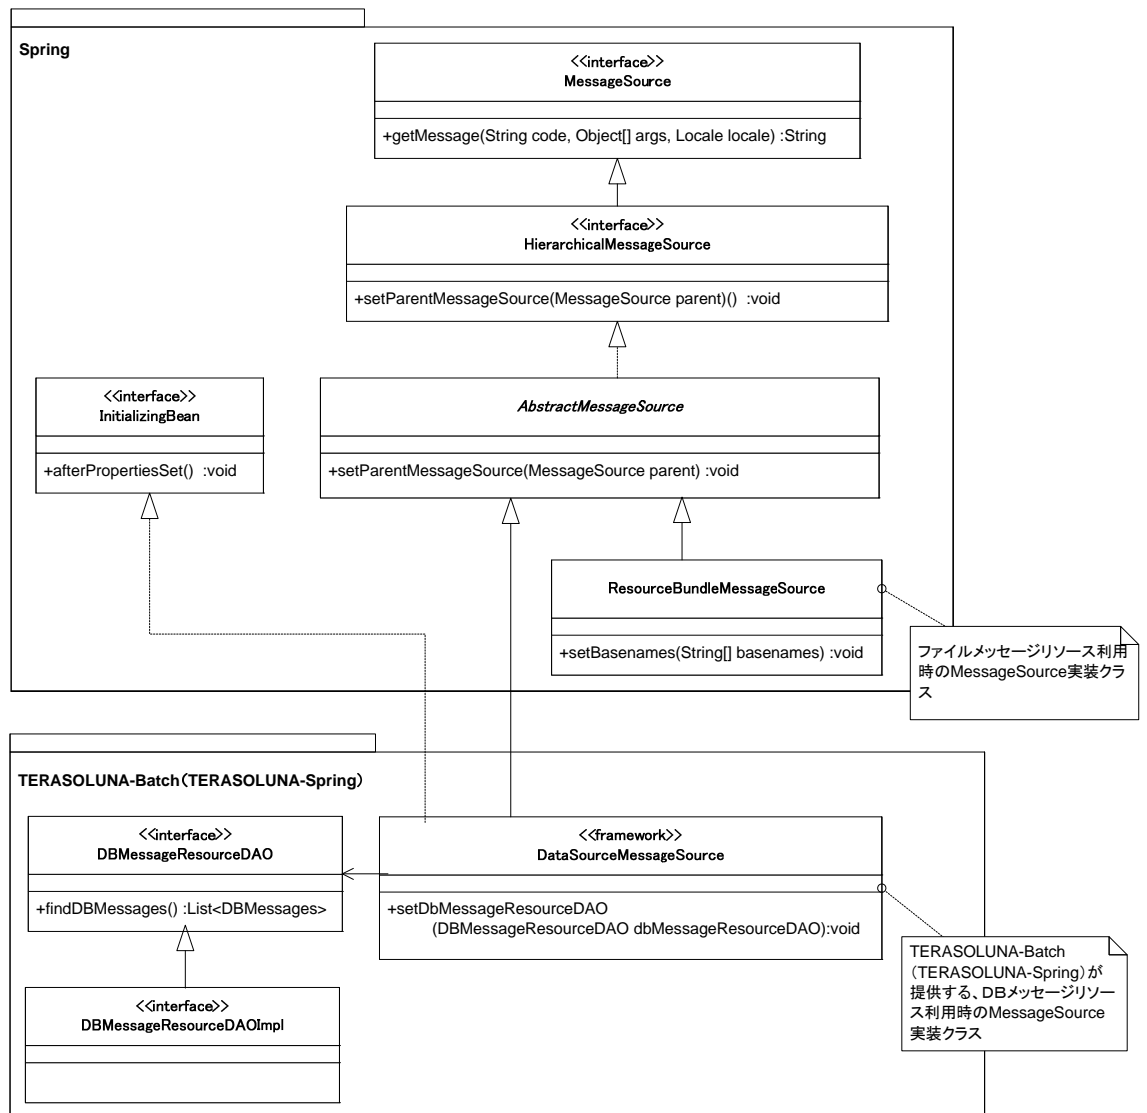 Spring
<<interface>>
MessageSource
+getMessage(String code, Object[] args, Locale locale) :String
<<interface>>
HierarchicalMessageSource
+setParentMessageSource(MessageSource parent)() :void
<<interface>>
InitializingBean
+afterPropertiesSet() :void
AbstractMessageSource
+setParentMessageSource(MessageSource parent) :void
ResourceBundleMessageSource
+setBasenames(String[] basenames) :void
ファイルメッセージリソース利用
時のMessageSource実装クラ
ス
TERASOLUNA-Batch(TERASOLUNA-Spring)
<<interface>>
DBMessageResourceDAO
+findDBMessages() :List<DBMessages>
<<framework>>
DataSourceMessageSource
+setDbMessageResourceDAO
(DBMessageResourceDAO dbMessageResourceDAO):void
<<interface>>
DBMessageResourceDAOImpl
TERASOLUNA-Batch
(TERASOLUNA-Spring)が
提供する、DBメッセージリソー
ス利用時のMessageSource
実装クラス